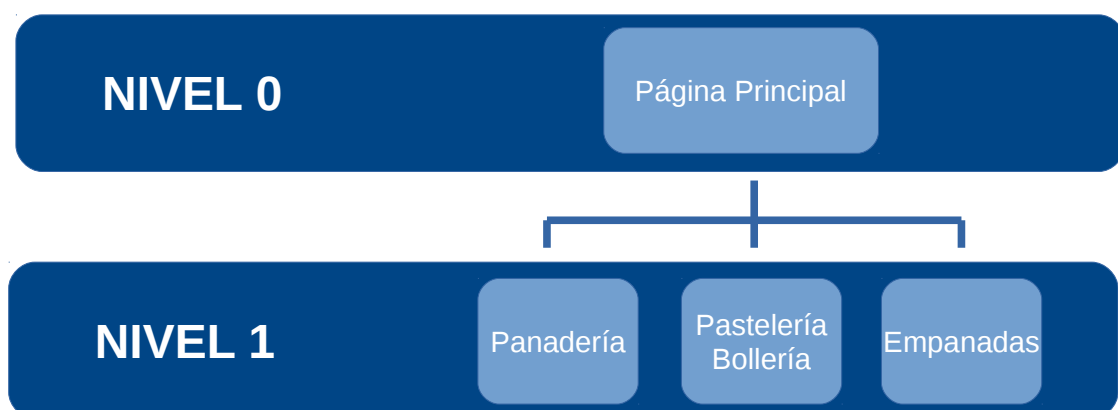 NIVEL 0
Página Principal
NIVEL 1
Panadería
Pastelería
Bollería
Empanadas